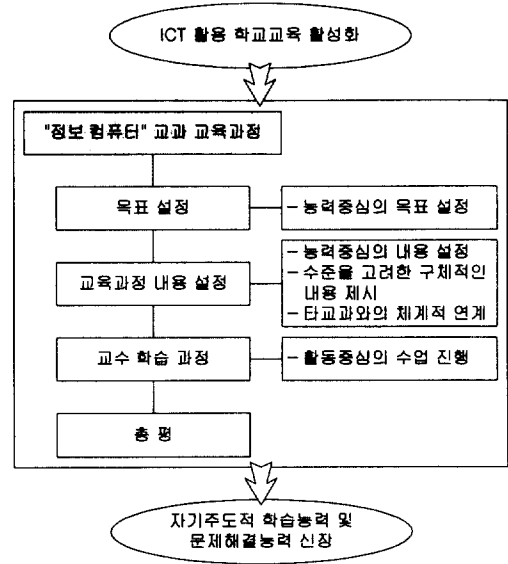 ICT 활용 학교교육 활성화
"정보 컴퓨터" 교과 교육과정
목표 설정
- 능력중심의 목표 설정
교육과정 내용 설정
- 능력중심의 내용 설정
- 수준을 고려한 구체적인
내용 제시
- 타교과와의 체계적 연계
교수 학습 과정
- 활동중심의 수업 진행
총 평
자기주도적 학습능력 및
문제해결능력 신장